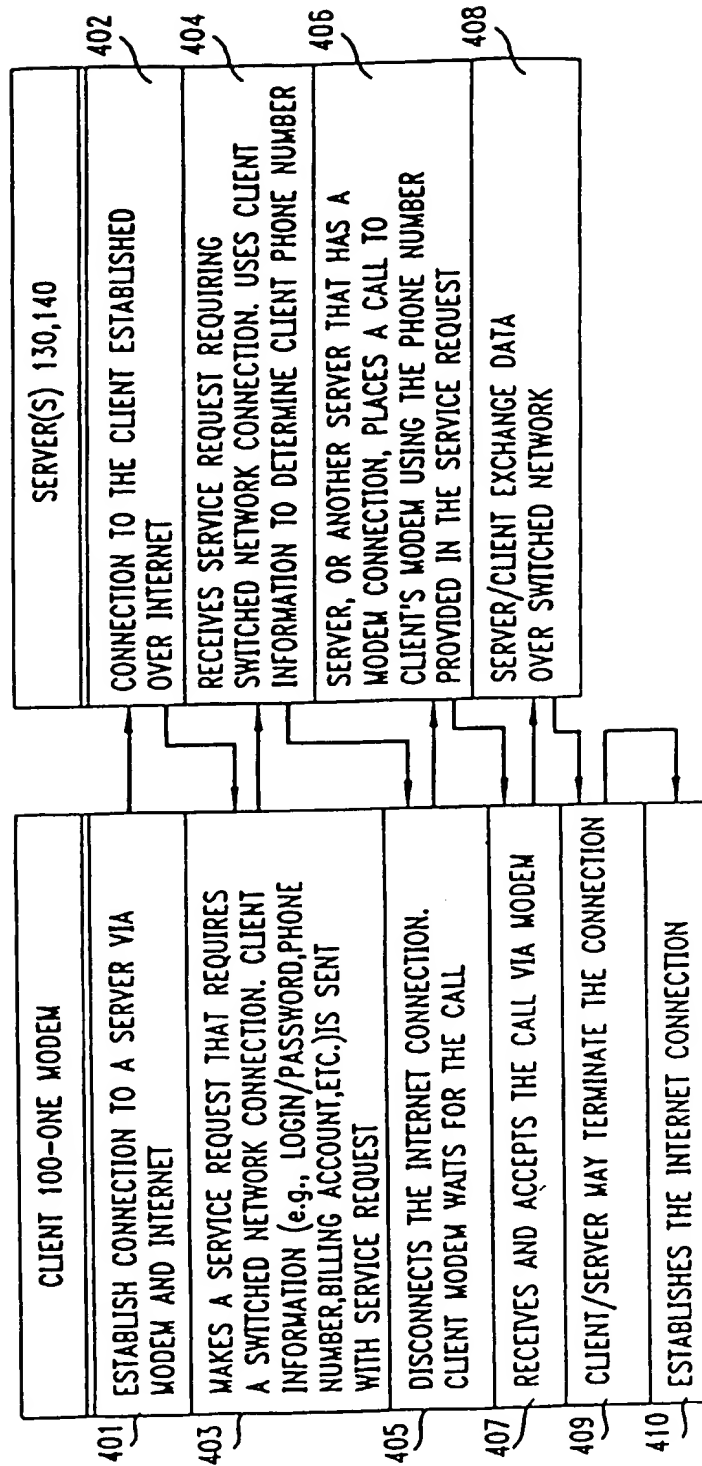 CLIENT 100-ONE MODEM
401
ESTABLISH CONNECTION TO A SERVER VIA
MODEM AND INTERNET
403
MAKES A SERVICE REQUEST THAT REQUIRES
A SWITCHED NETWORK CONNECTION. CLIENT
INFORMATION (e.g., LOGIN/PASSWORD,PHONE
NUMBER,BILLING ACCOUNT,ETC.)IS SENT
WITH SERVICE REQUEST
405
DISCONNECTS THE INTERNET CONNECTION.
CLIENT MODEM WAITS FOR THE CALL
407
RECEIVES AND ACCEPTS THE CALL VIA MODEM
409
CLIENT/SERVER MAY TERMINATE THE CONNECTION
410
ESTABLISHES THE INTERNET CONNECTION
SERVER(S) 130,140
CONNECTION TO THE CLIENT ESTABLISHED
OVER INTERNET
402
RECEIVES SERVICE REQUEST REQUIRING
SWITCHED NETWORK CONNECTION. USES CLIENT
INFORMATION TO DETERMINE CLIENT PHONE NUMBER
404
SERVER, OR ANOTHER SERVER THAT HAS A
MODEM CONNECTION, PLACES A CALL TO
CLIENT'S MODEM USING THE PHONE NUMBER
PROVIDED IN THE SERVICE REQUEST
406
SERVER/CLIENT EXCHANGE DATA
OVER SWITCHED NETWORK
408